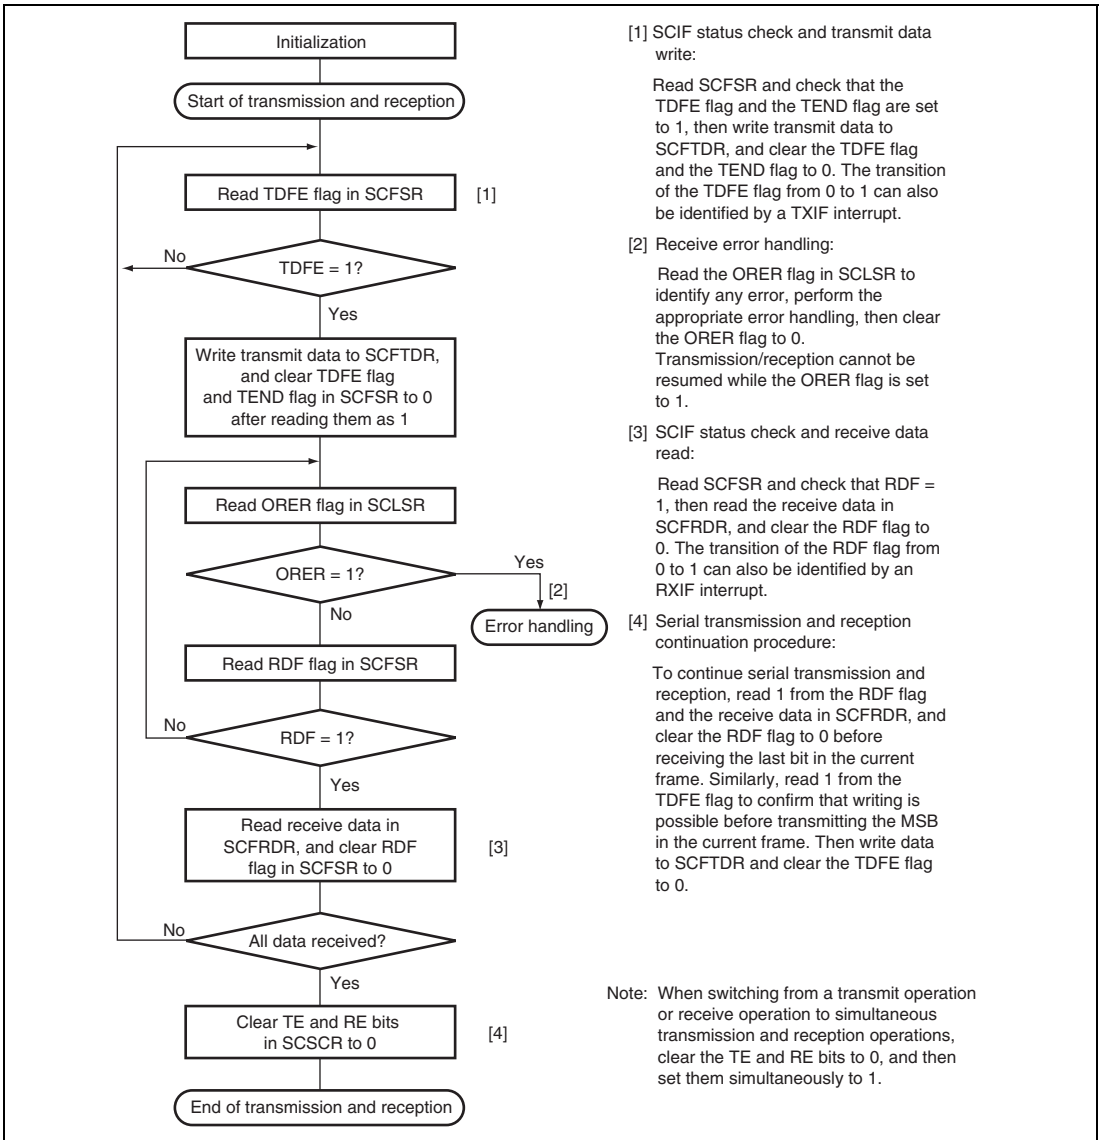 Initialization
Start of transmission and reception
Read TDFE flag in SCFSR
[1]
No
TDFE = 1?
Yes
Write transmit data to SCFTDR,
and clear TDFE flag
and TEND flag in SCFSR to 0
after reading them as 1
Read ORER flag in SCLSR
ORER = 1?
Yes
[2]
Error handling
No
Read RDF flag in SCFSR
No
RDF = 1?
Yes
Read receive data in
SCFRDR, and clear RDF
flag in SCFSR to 0
[3]
No
All data received?
Yes
Clear TE and RE bits
in SCSCR to 0
[4]
End of transmission and reception
[1] SCIF status check and transmit data
write:
Read SCFSR and check that the
TDFE flag and the TEND flag are set
to 1, then write transmit data to
SCFTDR, and clear the TDFE flag
and the TEND flag to 0. The transition
of the TDFE flag from 0 to 1 can also
be identified by a TXIF interrupt.
[2] Receive error handling:
Read the ORER flag in SCLSR to
identify any error, perform the
appropriate error handling, then clear
the ORER flag to 0.
Transmission/reception cannot be
resumed while the ORER flag is set
to 1.
[3] SCIF status check and receive data
read:
Read SCFSR and check that RDF =
1, then read the receive data in
SCFRDR, and clear the RDF flag to
0. The transition of the RDF flag from
0 to 1 can also be identified by an
RXIF interrupt.
[4] Serial transmission and reception
continuation procedure:
To continue serial transmission and
reception, read 1 from the RDF flag
and the receive data in SCFRDR, and
clear the RDF flag to 0 before
receiving the last bit in the current
frame. Similarly, read 1 from the
TDFE flag to confirm that writing is
possible before transmitting the MSB
in the current frame. Then write data
to SCFTDR and clear the TDFE flag
to 0.
Note: When switching from a transmit operation
or receive operation to simultaneous
transmission and reception operations,
clear the TE and RE bits to 0, and then
set them simultaneously to 1.